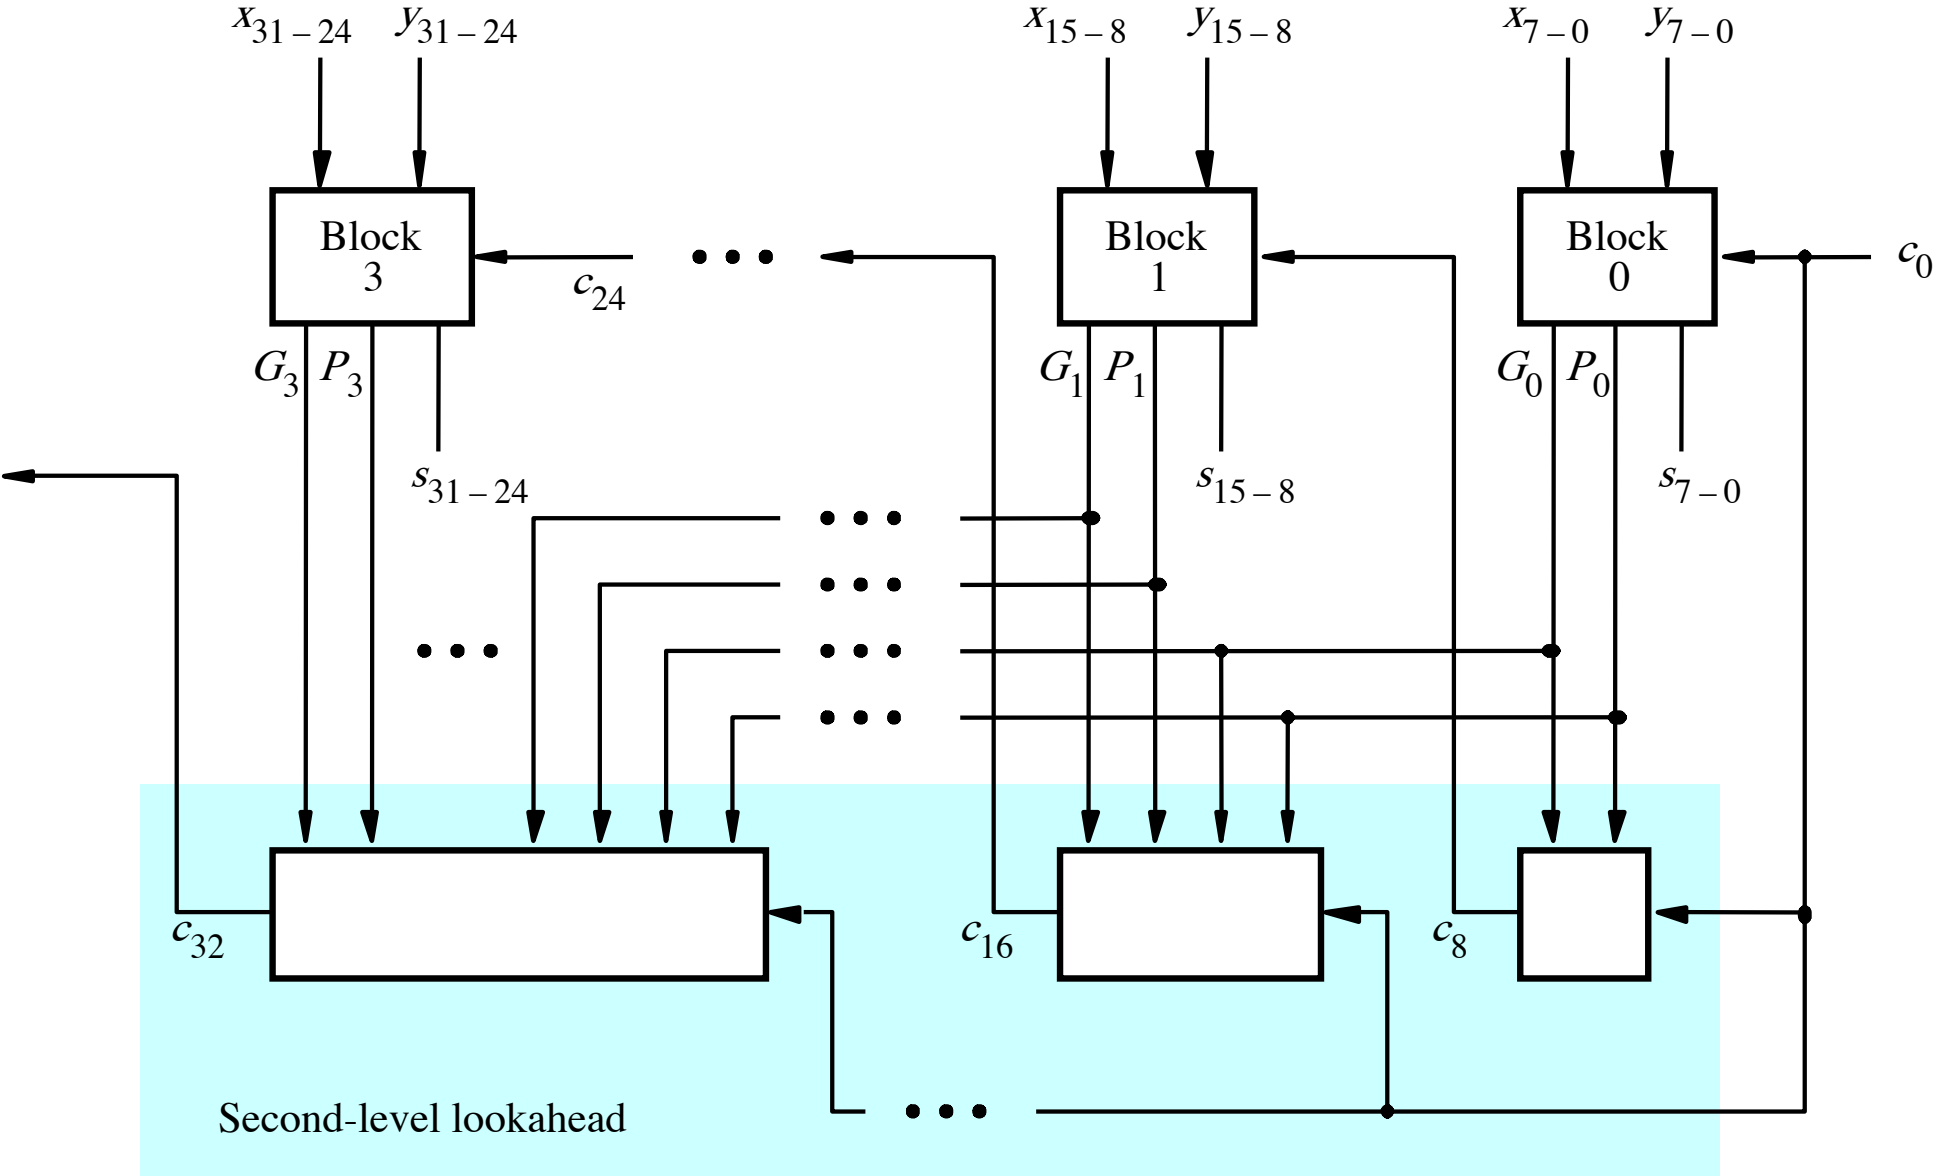 x31–24 y31–24 x15–8 y15–8 x7–0 y7–0
Block 3
Block 1
Block 0
c0
c24
G3 P3
G1 P1
G0 P0
s31–24
s15–8
s7–0
c32
c16
c8
Second-level lookahead